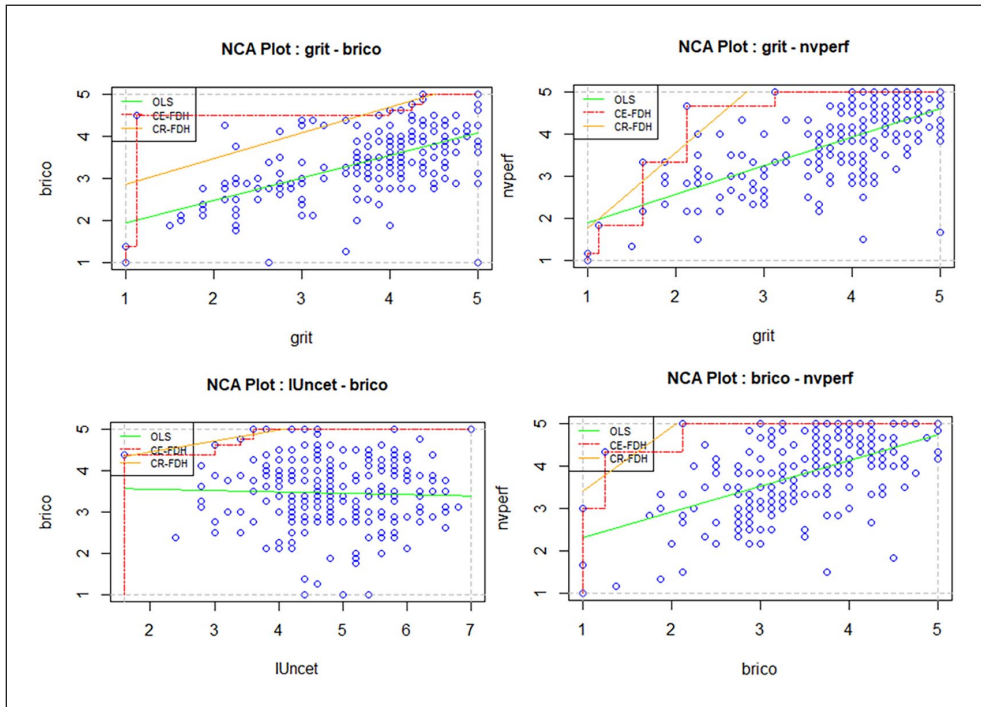 NCA Plot : grit - brico
OLS
CE-FDH
CR-FDH
brico
5
4
3
2
1
1 2 3 4 5
grit
NCA Plot : grit - nvperf
OLS
CE-FDH
CR-FDH
nvperf
5
4
3
2
1
1 2 3 4 5
grit
NCA Plot : IUncet - brico
OLS
CE-FDH
CR-FDH
brico
5
4
3
2
1
2 3 4 5 6 7
IUncet
NCA Plot : brico - nvperf
OLS
CE-FDH
CR-FDH
nvperf
5
4
3
2
1
1 2 3 4 5
brico